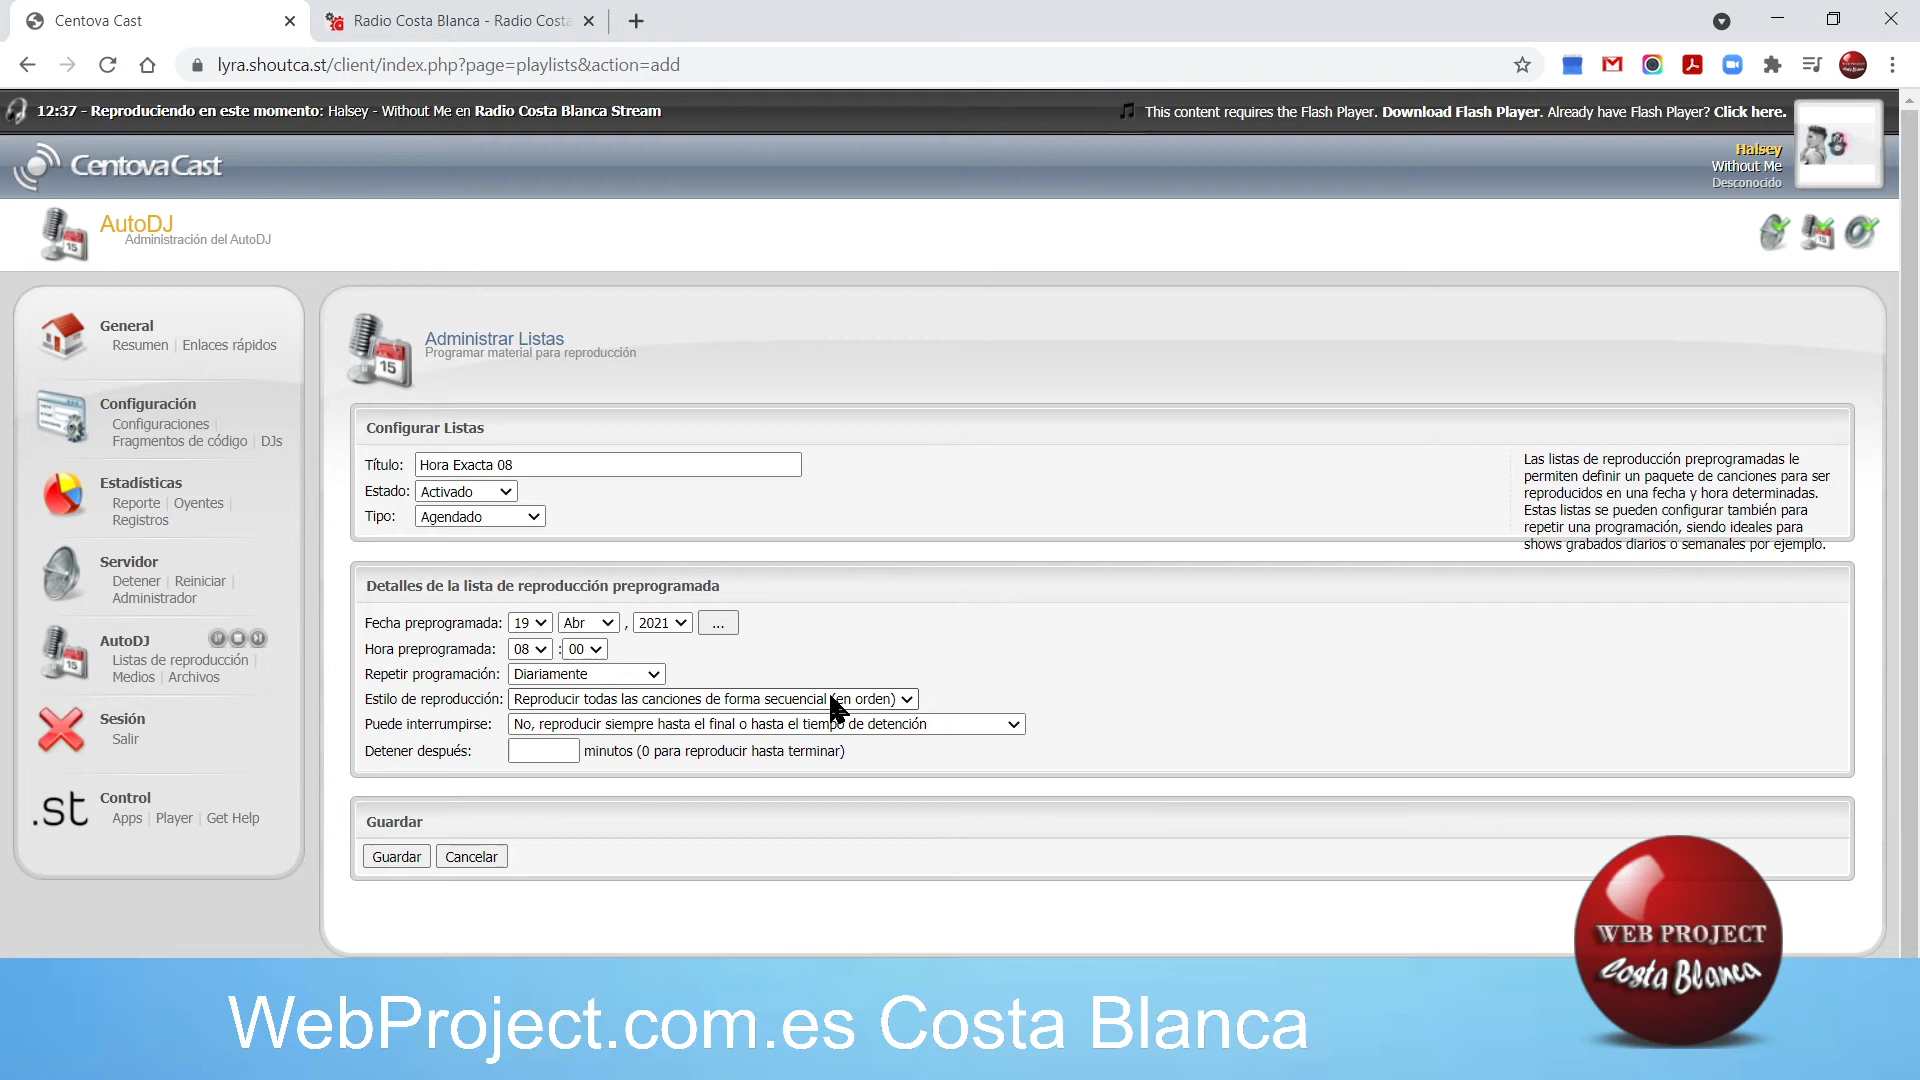 Centova Cast
Radio Costa Blanca - Radio Costa
lyra.shoutca.st/client/index.php?page=playlists&action=add
12:37 - Reproduciendo en este momento: Halsey - Without Me en Radio Costa Blanca Stream
This content requires the Flash Player. Download Flash Player. Already have Flash Player? Click here.
CentovaCast
Halsey
Without Me
Desconocido
AutoDJ
Administración del AutoDJ
General
Resumen | Enlaces rápidos
Configuración
Configuraciones |
Fragmentos de código | DJs
Estadísticas
Reporte | Oyentes |
Registros
Servidor
Detener | Reiniciar |
Administrador
AutoDJ
Listas de reproducción |
Medios | Archivos
Sesión
Salir
.st
Control
Apps | Player | Get Help
15
Administrar Listas
Programar material para reproducción
Configurar Listas
Título: Hora Exacta 08
Estado: Activado
Tipo: Agendado
Las listas de reproducción preprogramadas le
permiten definir un paquete de canciones para ser
reproducidos en una fecha y hora determinadas.
Estas listas se pueden configurar también para
repetir una programación, siendo ideales para
shows grabados diarios o semanales por ejemplo.
Detalles de la lista de reproducción preprogramada
Fecha preprogramada: 19 Abr , 2021 ...
Hora preprogramada: 08 : 00
Repetir programación: Diariamente
Estilo de reproducción: Reproducir todas las canciones de forma secuencial (en orden)
Puede interrumpirse: No, reproducir siempre hasta el final o hasta el tiempo de detención
Detener después: minutos (0 para reproducir hasta terminar)
Guardar
Guardar Cancelar
WEB PROJECT
Costa Blanca
WebProject.com.es Costa Blanca